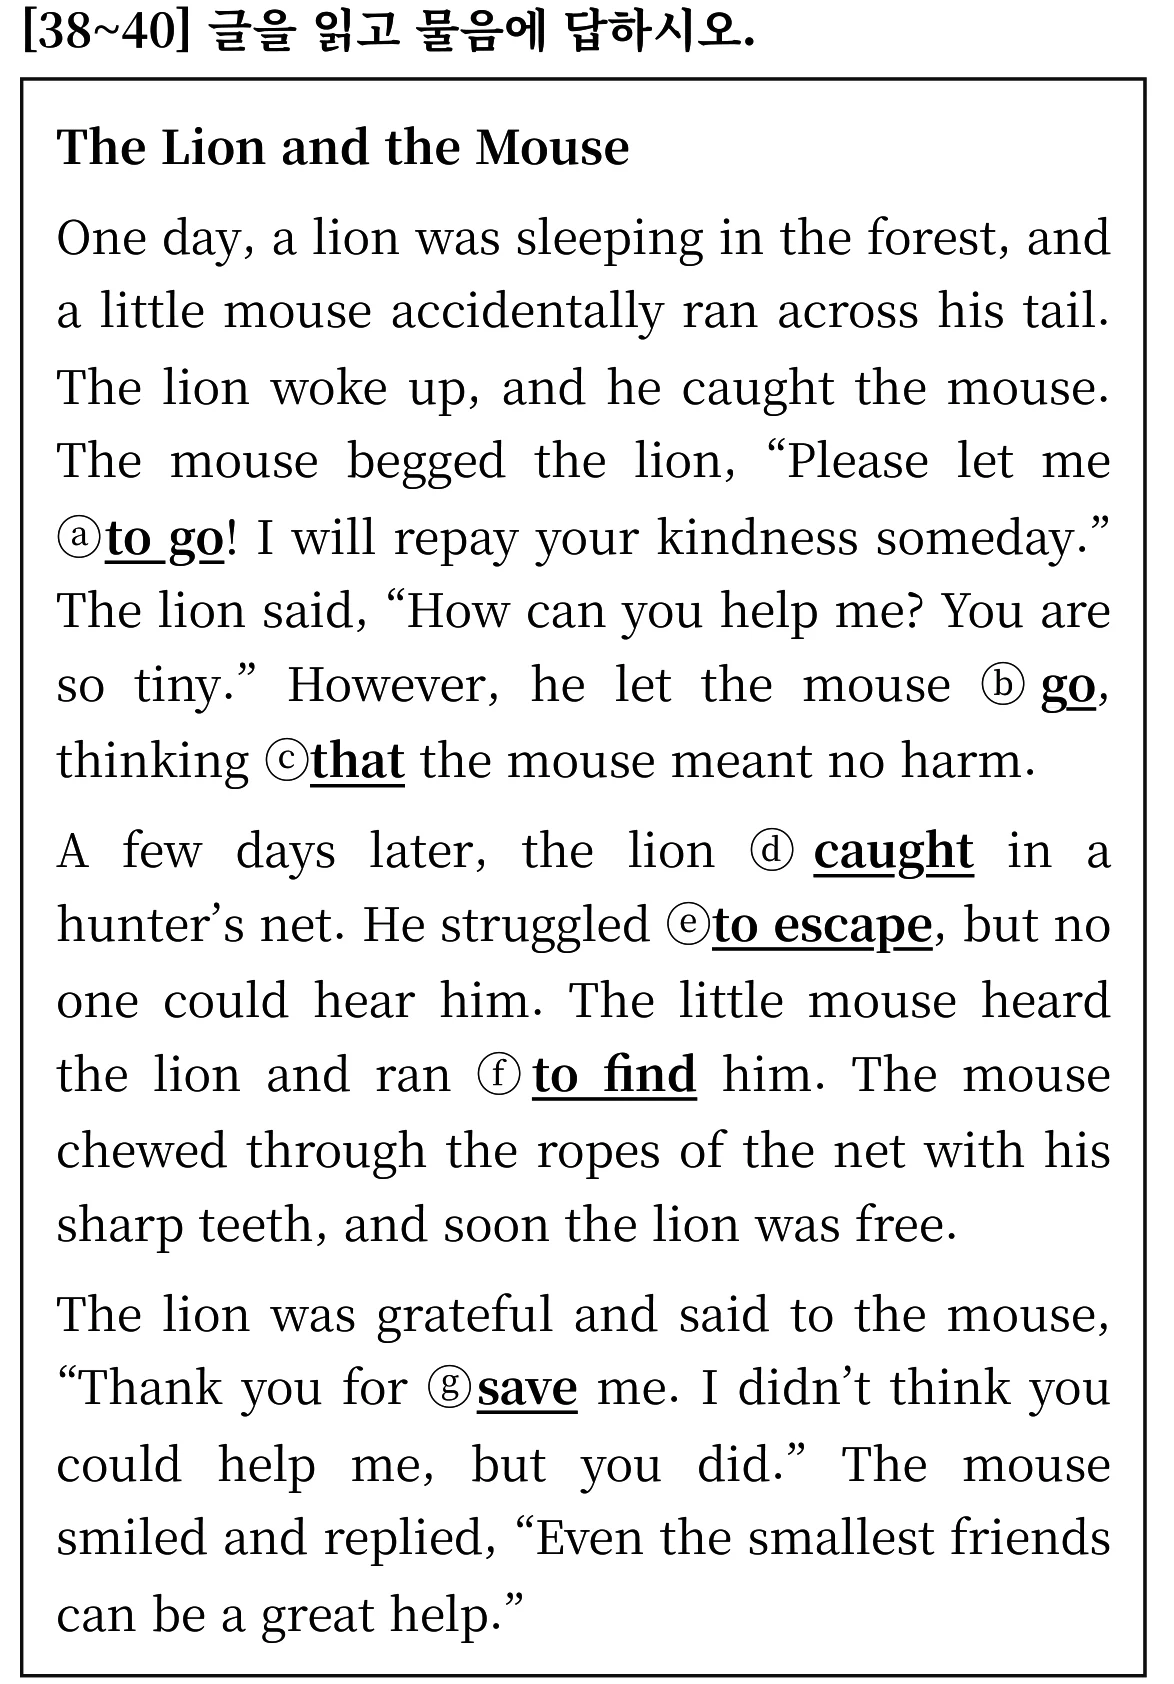 [38~40] 글을 읽고 물음에 답하시오.
The Lion and the Mouse
One day, a lion was sleeping in the forest, and
a little mouse accidentally ran across his tail.
The lion woke up, and he caught the mouse.
The mouse begged the lion, “Please let me
ⓐto go! I will repay your kindness someday.”
The lion said, “How can you help me? You are
so tiny.” However, he let the mouse ⓑ go,
thinking ⓒthat the mouse meant no harm.
A few days later, the lion ⓓ caught in a
hunter’s net. He struggled ⓔto escape, but no
one could hear him. The little mouse heard
the lion and ran ⓕ to find him. The mouse
chewed through the ropes of the net with his
sharp teeth, and soon the lion was free.
The lion was grateful and said to the mouse,
“Thank you for ⓖsave me. I didn’t think you
could help me, but you did.” The mouse
smiled and replied, “Even the smallest friends
can be a great help.”